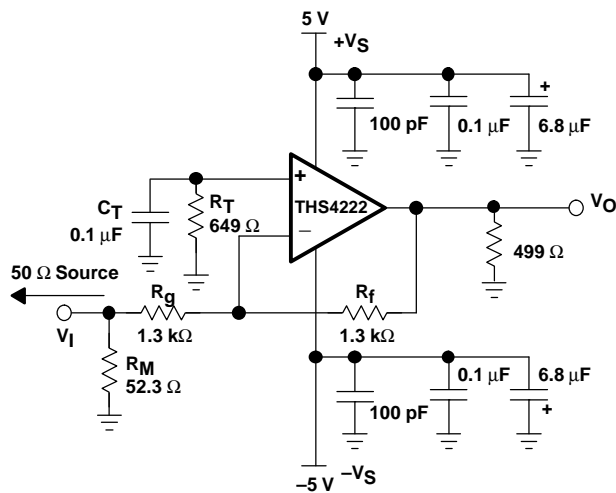 5 V
+VS
+
100 pF
0.1 µF
6.8 µF
+
THS4222
−
CT
0.1 µF
RT
649 Ω
VO
499 Ω
50 Ω Source
VI
Rg
1.3 kΩ
Rf
1.3 kΩ
RM
52.3 Ω
0.1 µF
6.8 µF
100 pF
+
−5 V
−VS